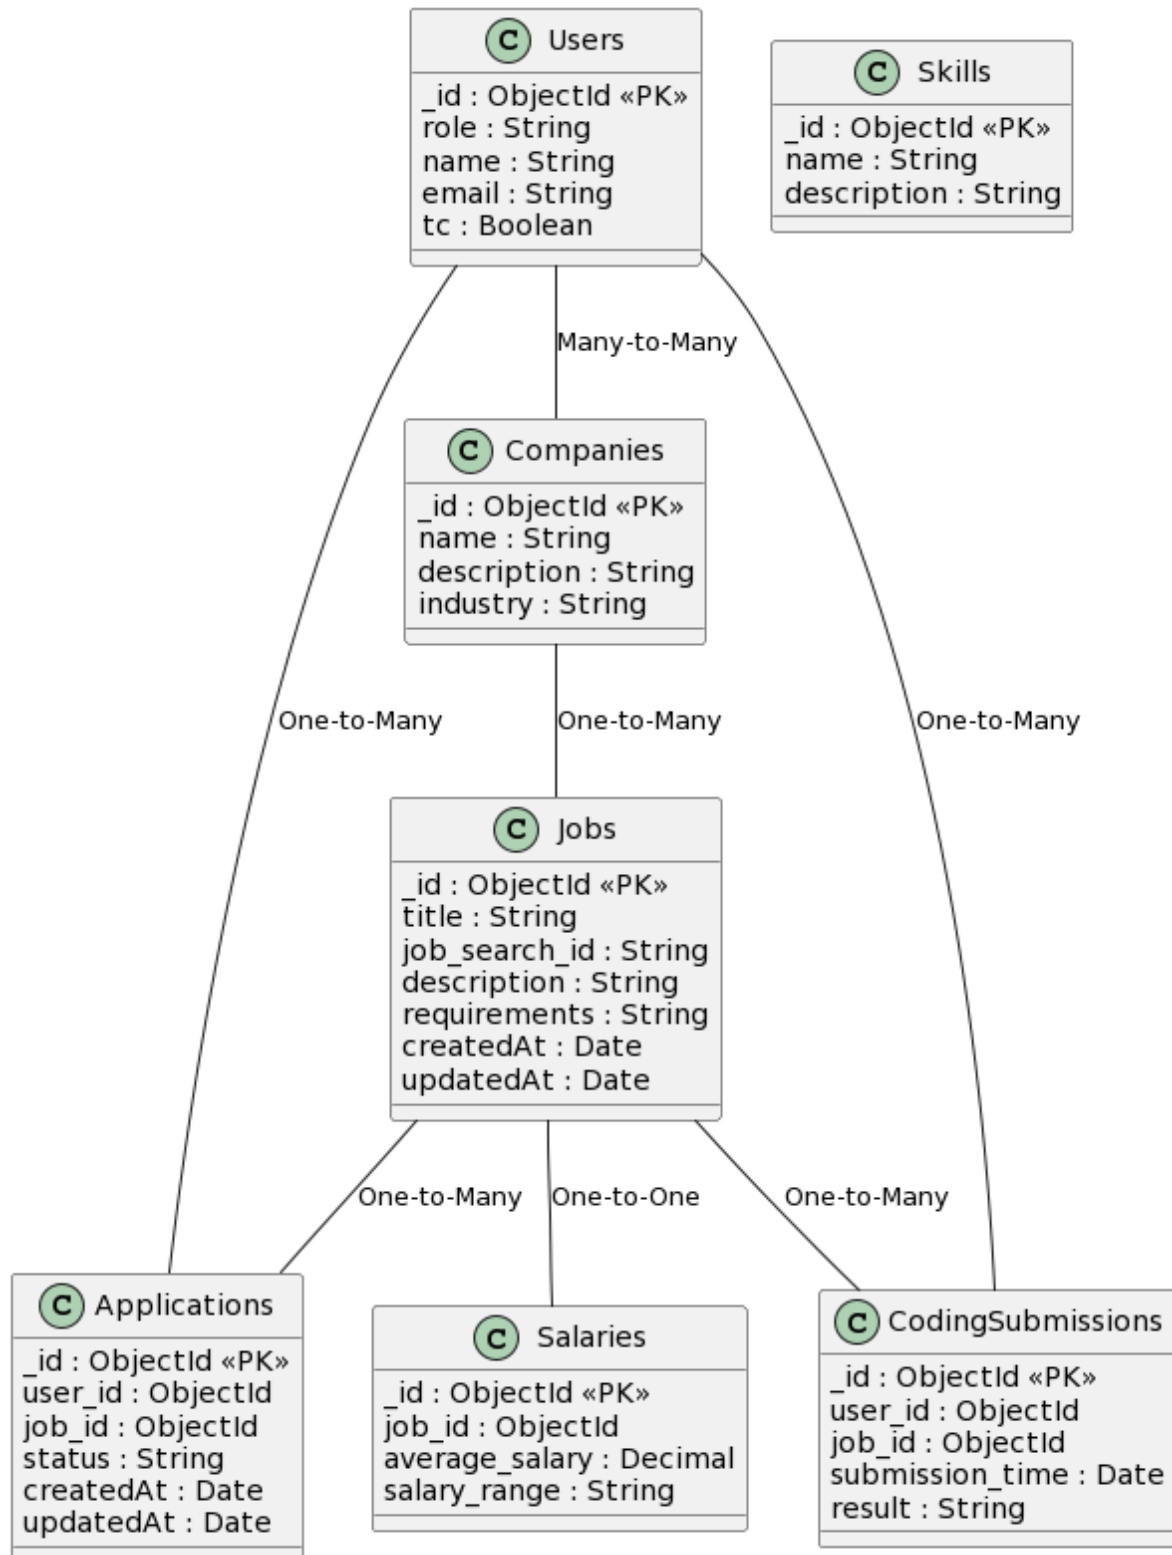 C Users
_id : ObjectId «PK»
role : String
name : String
email : String
tc : Boolean
C Skills
_id : ObjectId «PK»
name : String
description : String
Many-to-Many
C Companies
_id : ObjectId «PK»
name : String
description : String
industry : String
One-to-Many
One-to-Many
One-to-Many
C Jobs
_id : ObjectId «PK»
title : String
job_search_id : String
description : String
requirements : String
createdAt : Date
updatedAt : Date
One-to-Many
One-to-One
One-to-Many
C Applications
_id : ObjectId «PK»
user_id : ObjectId
job_id : ObjectId
status : String
createdAt : Date
updatedAt : Date
C Salaries
_id : ObjectId «PK»
job_id : ObjectId
average_salary : Decimal
salary_range : String
C CodingSubmissions
_id : ObjectId «PK»
user_id : ObjectId
job_id : ObjectId
submission_time : Date
result : String